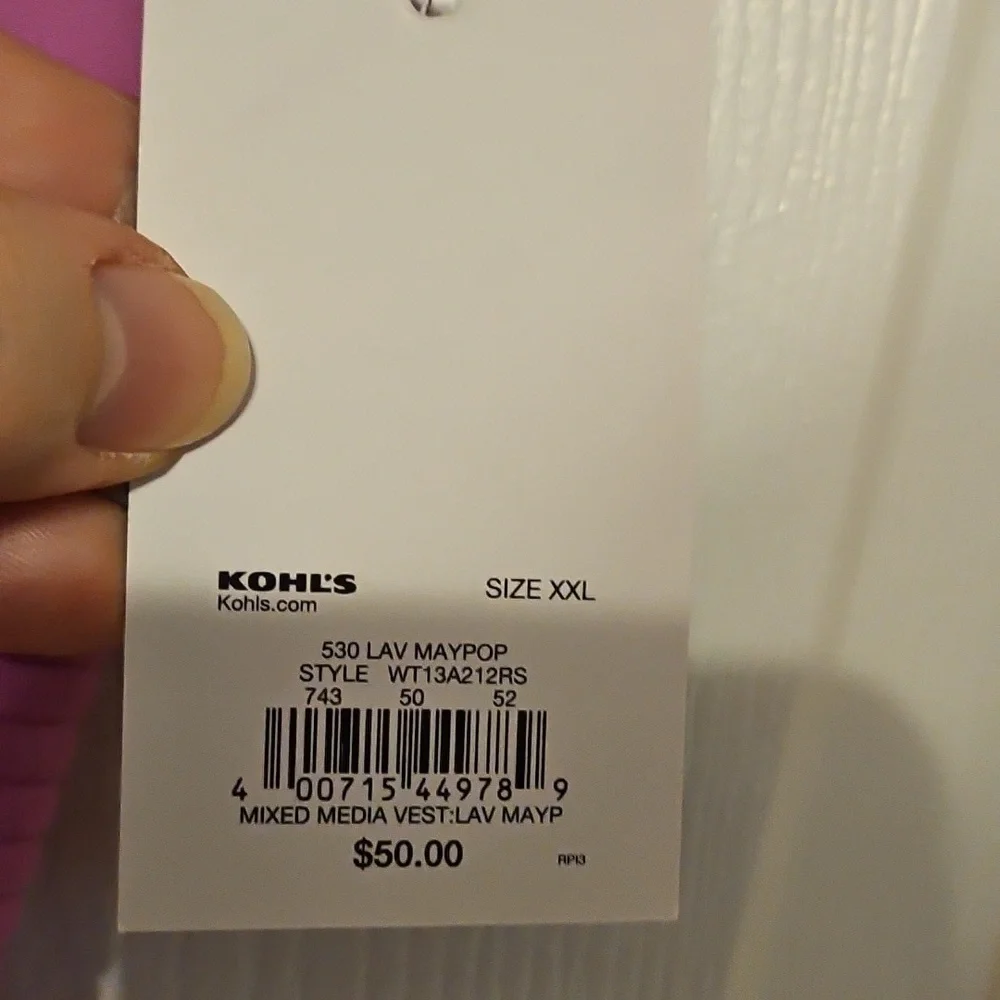 KOHL'S
Kohls.com
SIZE XXL
530 LAV MAYPOP
STYLE WT13A212RS
743 50 52
4 00715 44978 9
MIXED MEDIA VEST:LAV MAYP
$50.00
RPI3